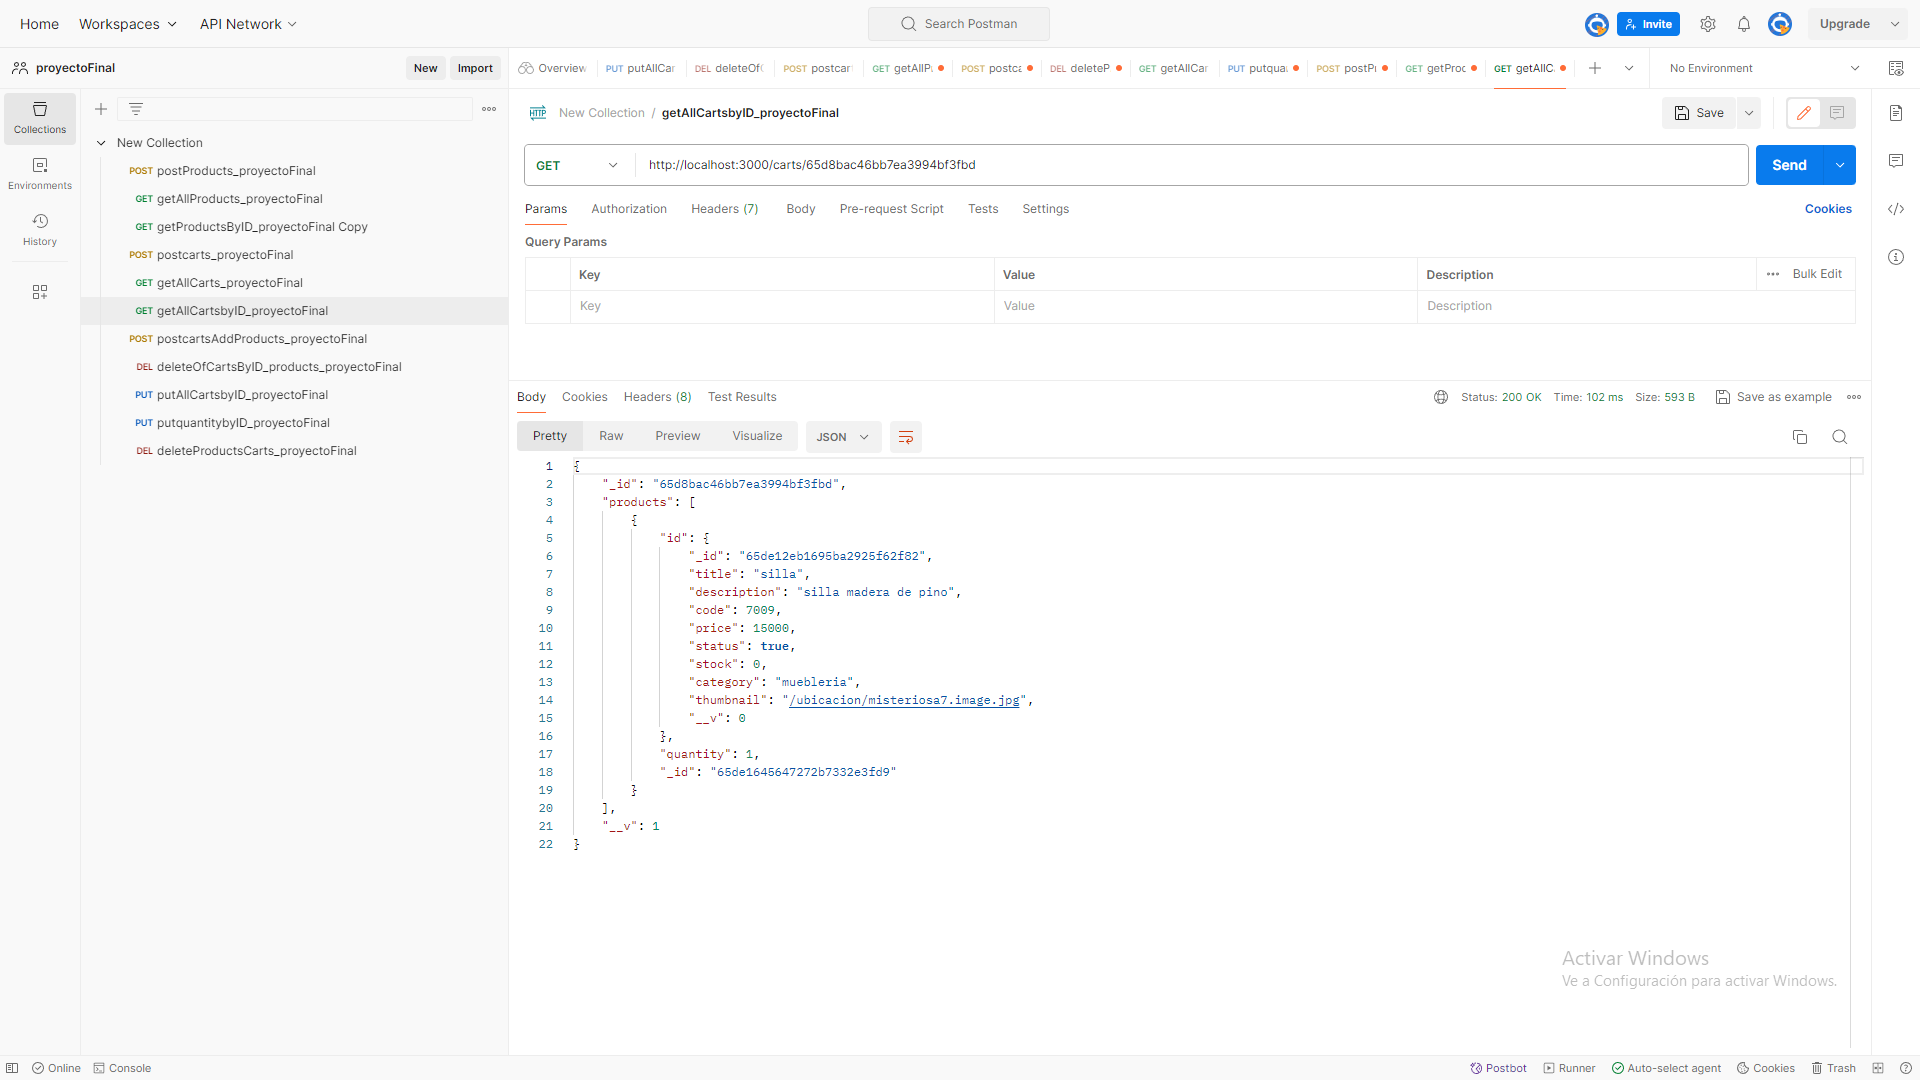 Home
Workspaces
API Network
Search Postman
Invite
Upgrade
proyectoFinal
New
Import
Overview
PUT putAllCar
DEL deleteOf
POST postcar
GET getAllP
POST postca
DEL deleteP
GET getAllCar
PUT putqua
POST postP
GET getProc
GET getAllC
No Environment
Collections
Environments
History
New Collection
POST postProducts_proyectoFinal
GET getAllProducts_proyectoFinal
GET getProductsByID_proyectoFinal Copy
POST postcarts_proyectoFinal
GET getAllCarts_proyectoFinal
GET getAllCartsbyID_proyectoFinal
POST postcartsAddProducts_proyectoFinal
DEL deleteOfCartsByID_products_proyectoFinal
PUT putAllCartsbyID_proyectoFinal
PUT putquantitybyID_proyectoFinal
DEL deleteProductsCarts_proyectoFinal
HTTP New Collection / getAllCartsbyID_proyectoFinal
Save
GET http://localhost:3000/carts/65d8bac46bb7ea3994bf3fbd
Send
Params Authorization Headers (7) Body Pre-request Script Tests Settings
Cookies
Query Params
Key Value Description ••• Bulk Edit
Key Value Description
Body Cookies Headers (8) Test Results
Status: 200 OK Time: 102 ms Size: 593 B
Save as example
Pretty Raw Preview Visualize JSON
1 {
2 "_id": "65d8bac46bb7ea3994bf3fbd",
3 "products": [
4 {
5 "id": {
6 "_id": "65de12eb1695ba2925f62f82",
7 "title": "silla",
8 "description": "silla madera de pino",
9 "code": 7009,
10 "price": 15000,
11 "status": true,
12 "stock": 0,
13 "category": "muebleria",
14 "thumbnail": "/ubicacion/misteriosa7.image.jpg",
15 "__v": 0
16 },
17 "quantity": 1,
18 "_id": "65de1645647272b7332e3fd9"
19 }
20 ],
21 "__v": 1
22 }
Activar Windows
Ve a Configuración para activar Windows.
Online
Console
Postbot
Runner
Auto-select agent
Cookies
Trash